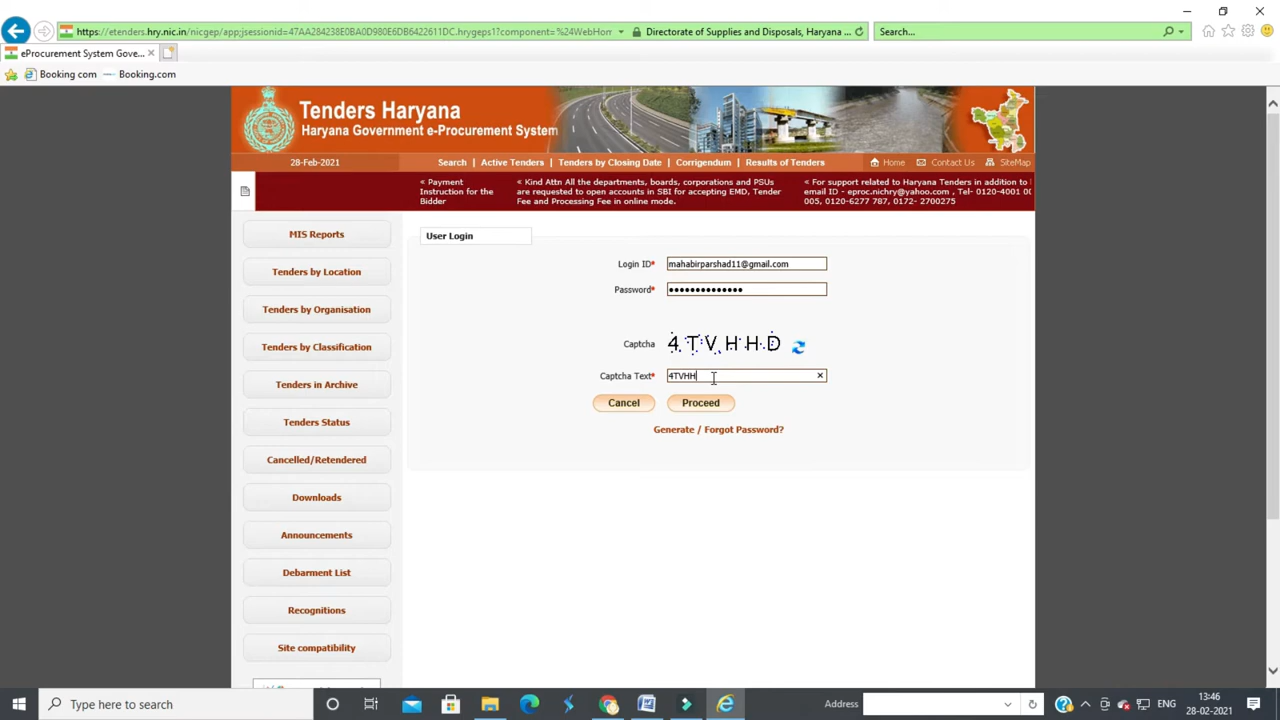 https://etenders.hry.nic.in/nicgep/app;jsessionid=47AA284238E0BA0D980E6DB6422611DC.hrygeps1?component=%24WebHom
Directorate of Supplies and Disposals, Haryana ...
Search...
eProcurement System Gove...
Booking com
Booking.com
Tenders Haryana
Haryana Government e-Procurement System
28-Feb-2021
Search | Active Tenders | Tenders by Closing Date | Corrigendum | Results of Tenders
Home
Contact Us
SiteMap
« Payment
Instruction for the
Bidder
« Kind Attn All the departments, boards, corporations and PSUs
are requested to open accounts in SBI for accepting EMD, Tender
Fee and Processing Fee in online mode.
« For support related to Haryana Tenders in addition to
email ID - eproc.nichry@yahoo.com , Tel- 0120-4001 00
005, 0120-6277 787, 0172- 2700275
MIS Reports
Tenders by Location
Tenders by Organisation
Tenders by Classification
Tenders in Archive
Tenders Status
Cancelled/Retendered
Downloads
Announcements
Debarment List
Recognitions
Site compatibility
User Login
Login ID* mahabirparshad11@gmail.com
Password* ••••••••••••••
Captcha 4 T V H H D
Captcha Text* 4TVHH
Cancel
Proceed
Generate / Forgot Password?
Type here to search
Address
ENG
13:46
28-02-2021